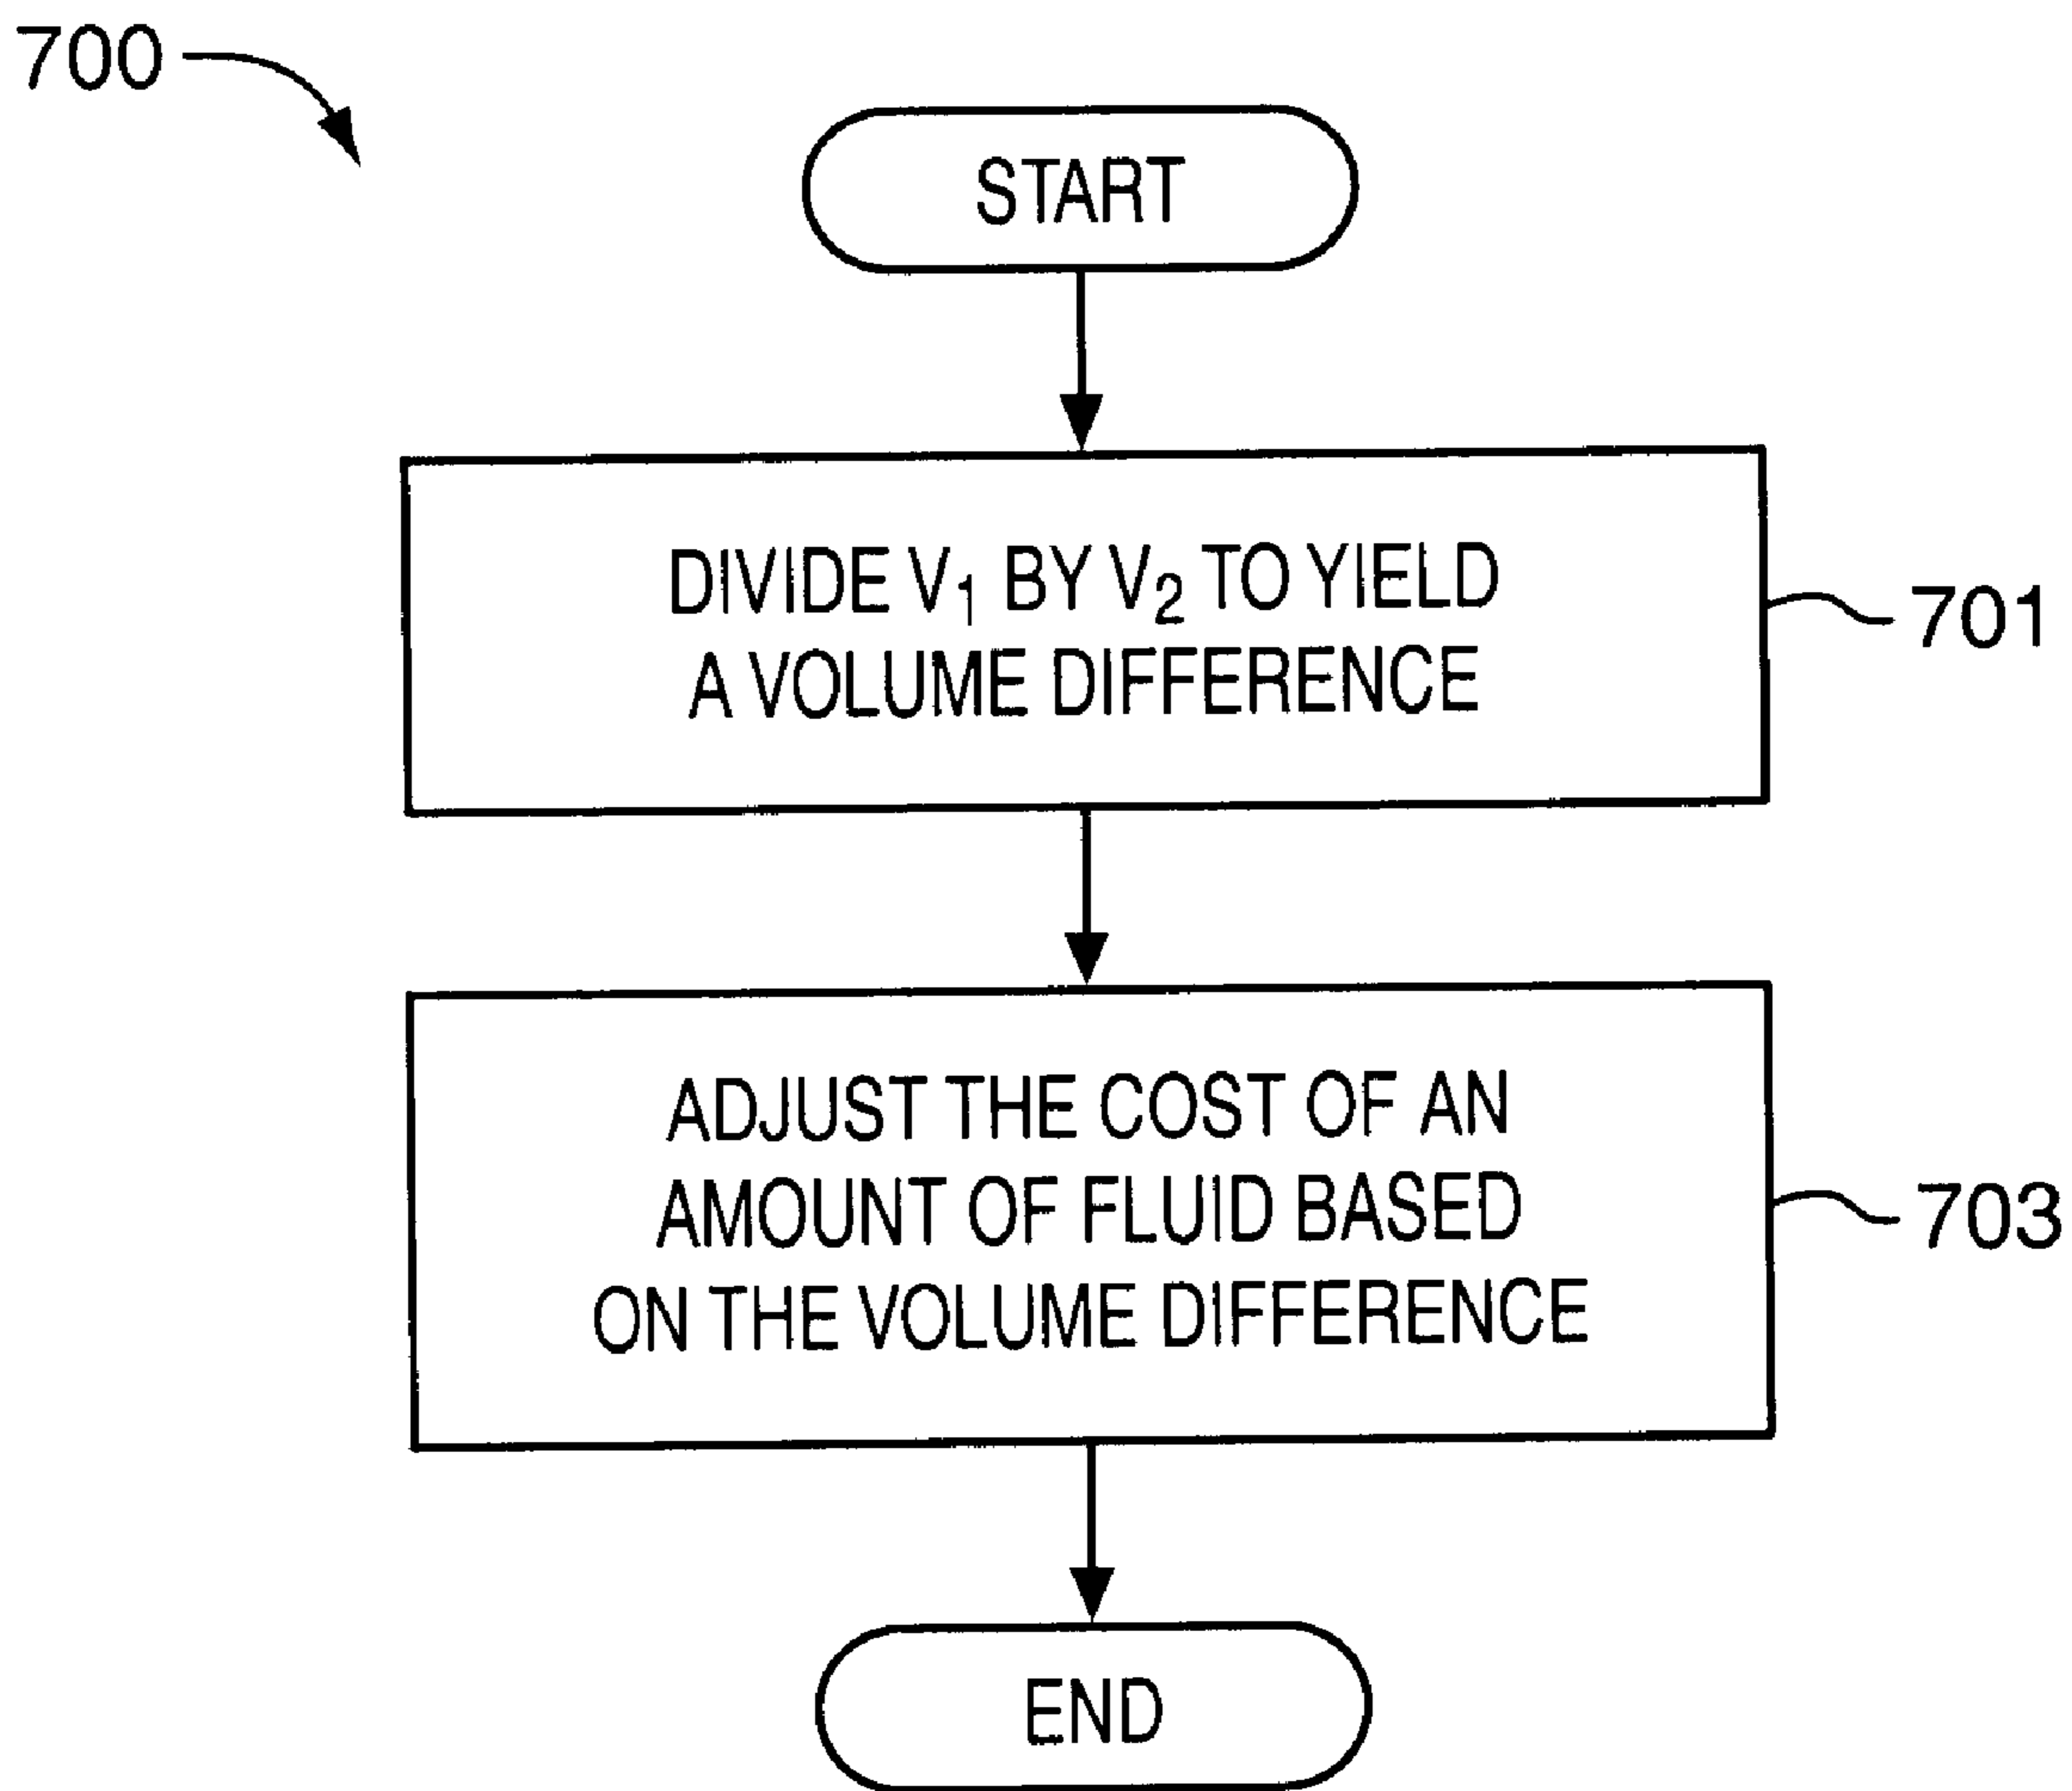 700
START
DIVIDE V₁ BY V₂ TO YIELD
A VOLUME DIFFERENCE
701
ADJUST THE COST OF AN
AMOUNT OF FLUID BASED
ON THE VOLUME DIFFERENCE
703
END